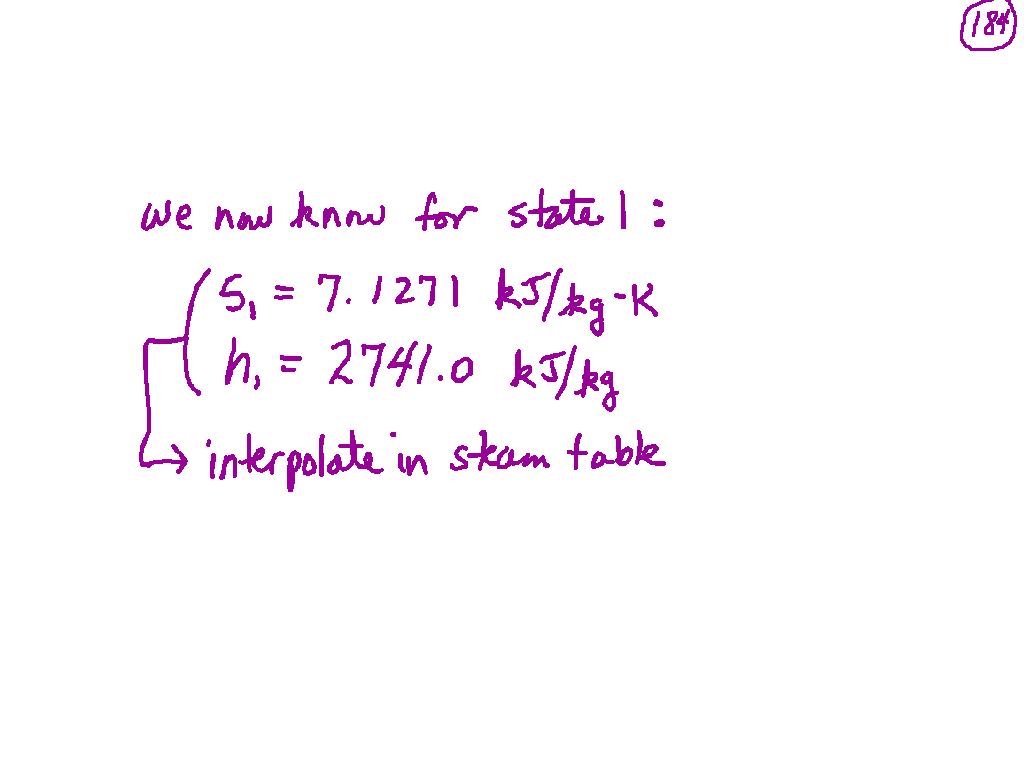 184
we now know for state 1:
S₁ = 7.1271 kJ/kg-K
h₁ = 2741.0 kJ/kg
→ interpolate in steam table